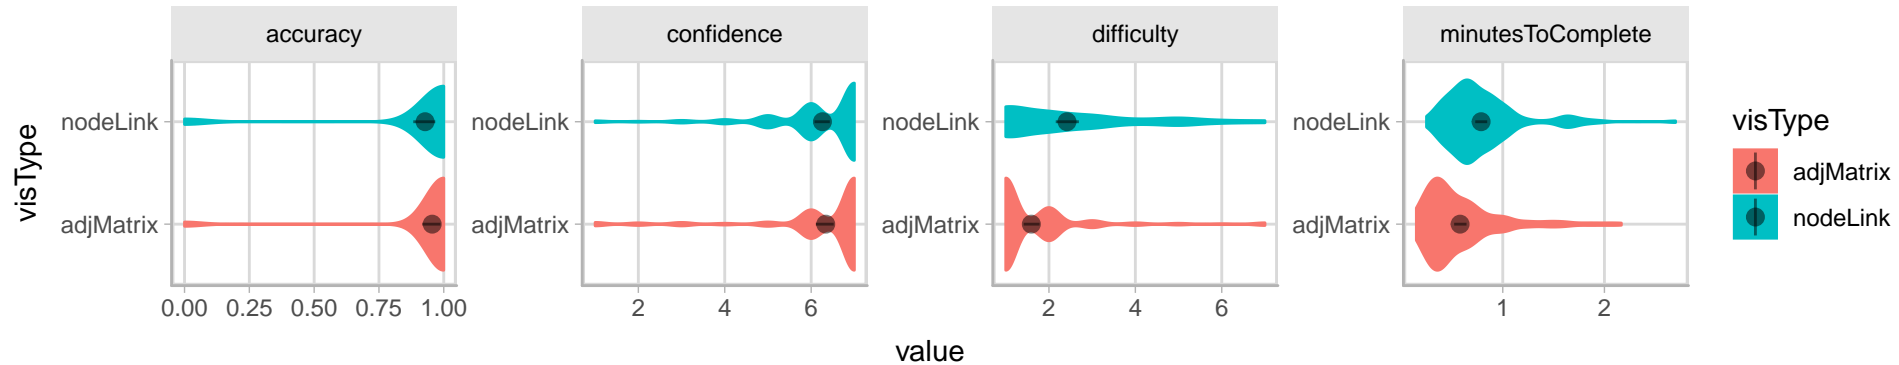 accuracy
confidence
difficulty
minutesToComplete
visType
nodeLink
adjMatrix
nodeLink
adjMatrix
nodeLink
adjMatrix
nodeLink
adjMatrix
0.00 0.25 0.50 0.75 1.00
2 4 6
2 4 6
1 2
value
visType
adjMatrix
nodeLink